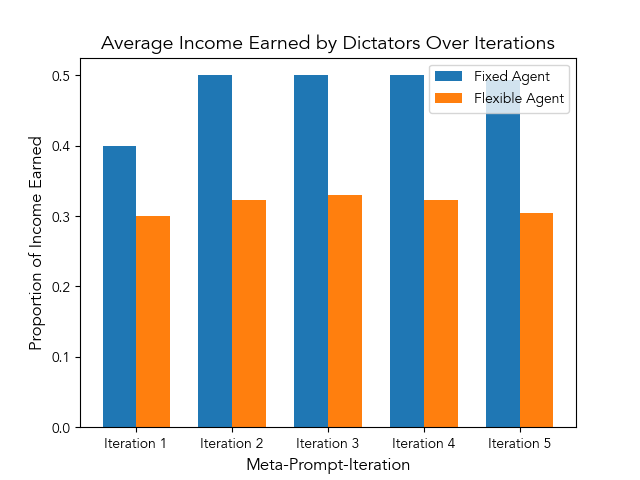 Average Income Earned by Dictators Over Iterations
Fixed Agent
Flexible Agent
Proportion of Income Earned
0.5
0.4
0.3
0.2
0.1
0.0
Iteration 1 Iteration 2 Iteration 3 Iteration 4 Iteration 5
Meta-Prompt-Iteration